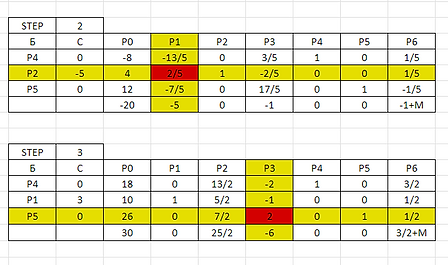 STEP 2
Б С P0 P1 P2 P3 P4 P5 P6
P4 0 -8 -13/5 0 3/5 1 0 1/5
P2 -5 4 2/5 1 -2/5 0 0 1/5
P5 0 12 -7/5 0 17/5 0 1 -1/5
-20 -5 0 -1 0 0 -1+M
STEP 3
Б С P0 P1 P2 P3 P4 P5 P6
P4 0 18 0 13/2 -2 1 0 3/2
P1 3 10 1 5/2 -1 0 0 1/2
P5 0 26 0 7/2 2 0 1 1/2
30 0 25/2 -6 0 0 3/2+M